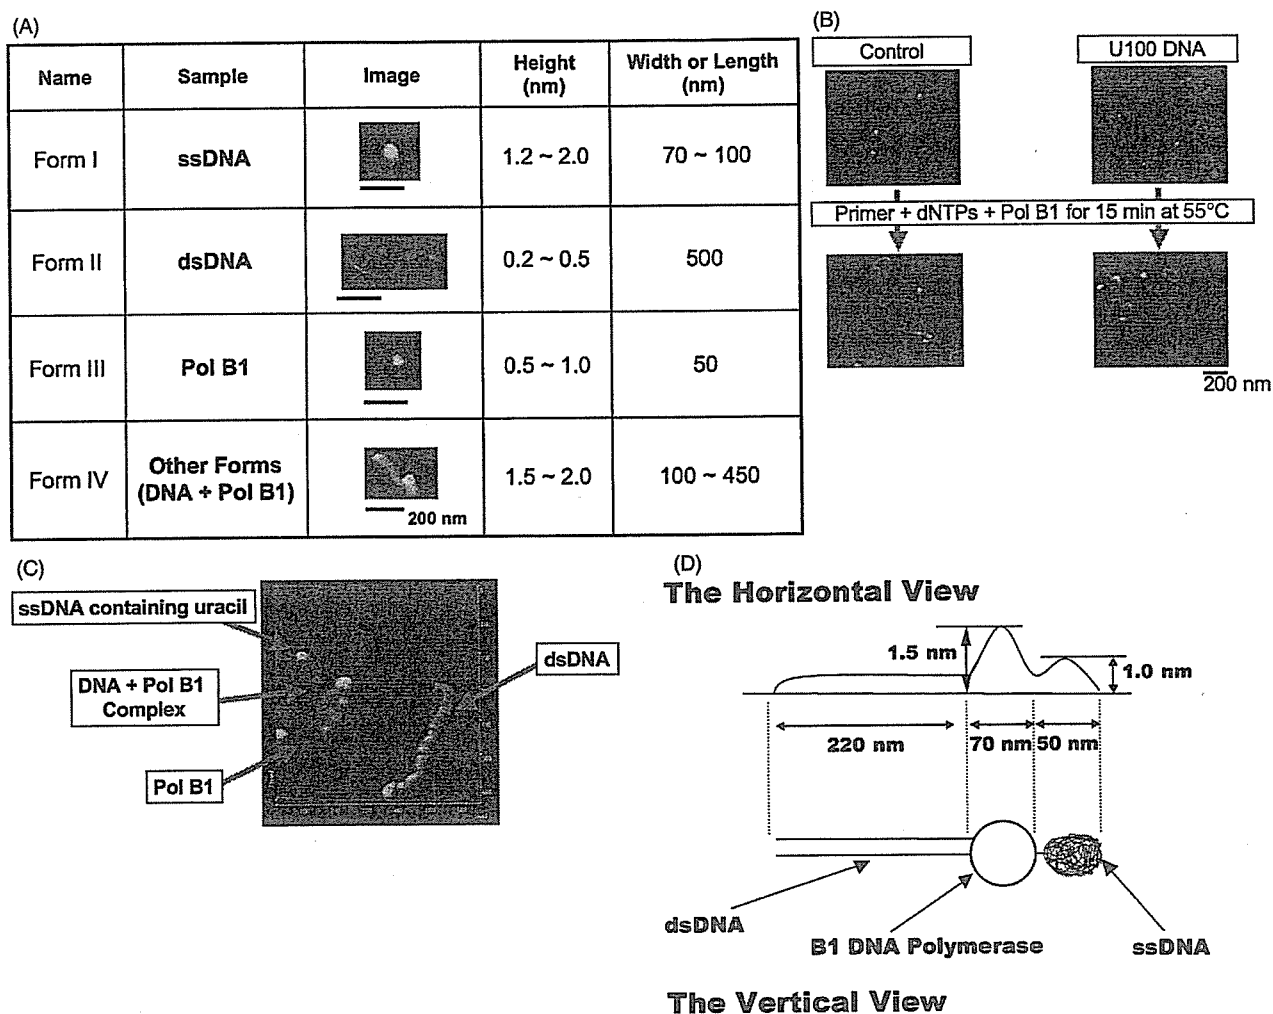 (A)
Name Sample Image Height Width or Length
(nm) (nm)
Form I ssDNA 1.2 ~ 2.0 70 ~ 100
Form II dsDNA 0.2 ~ 0.5 500
Form III Pol B1 0.5 ~ 1.0 50
Form IV Other Forms 1.5 ~ 2.0 100 ~ 450
(DNA + Pol B1)
200 nm
(B)
Control U100 DNA
Primer + dNTPs + Pol B1 for 15 min at 55°C
200 nm
(C)
ssDNA containing uracil
dsDNA
DNA + Pol B1
Complex
Pol B1
(D)
The Horizontal View
1.5 nm
1.0 nm
220 nm 70 nm 50 nm
dsDNA
B1 DNA Polymerase
ssDNA
The Vertical View